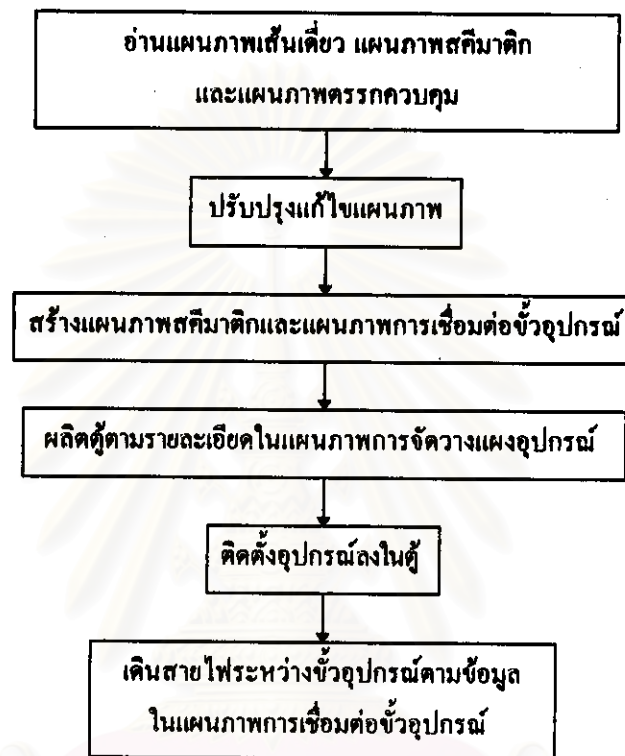 อ่านแผนภาพเส้นเดี่ยว แผนภาพสคีมาติก
และแผนภาพตรรกควบคุม
ปรับปรุงแก้ไขแผนภาพ
สร้างแผนภาพสคีมาติกและแผนภาพการเชื่อมต่อขั้วอุปกรณ์
ผลิตตู้ตามรายละเอียดในแผนภาพการจัดวางแผงอุปกรณ์
ติดตั้งอุปกรณ์ลงในตู้
เดินสายไฟระหว่างขั้วอุปกรณ์ตามข้อมูล
ในแผนภาพการเชื่อมต่อขั้วอุปกรณ์